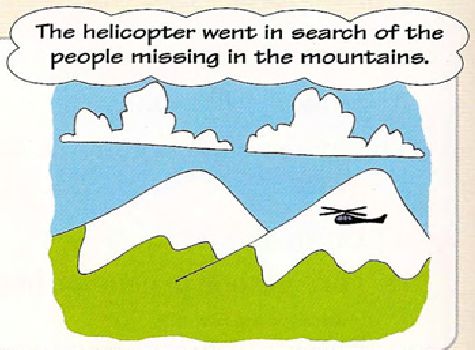 The helicopter went in search of the
people missing in the mountains.